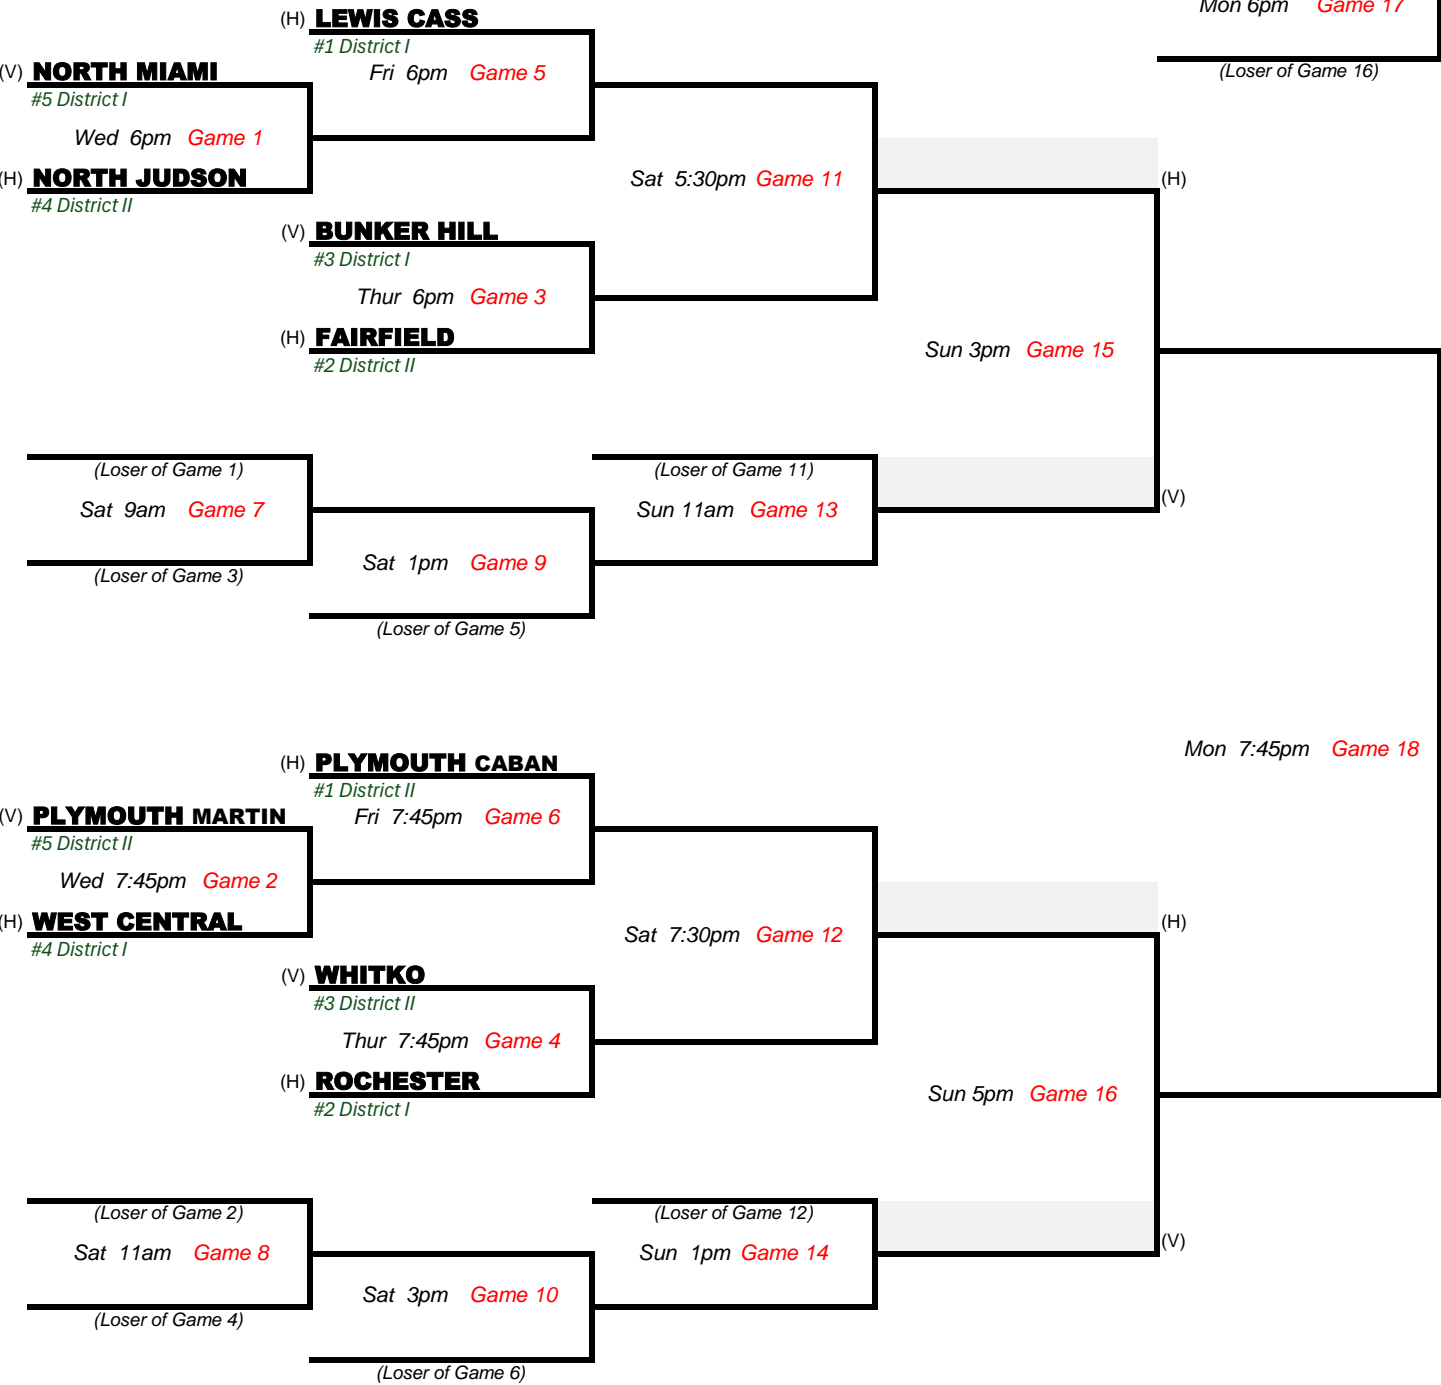 Mon 6pm Game 17
(Loser of Game 16)
(H) LEWIS CASS
#1 District I
Fri 6pm Game 5
(V) NORTH MIAMI
#5 District I
Wed 6pm Game 1
(H) NORTH JUDSON
#4 District II
Sat 5:30pm Game 11
(H)
(V) BUNKER HILL
#3 District I
Thur 6pm Game 3
(H) FAIRFIELD
#2 District II
Sun 3pm Game 15
(Loser of Game 1)
Sat 9am Game 7
(Loser of Game 3)
(Loser of Game 11)
Sun 11am Game 13
(V)
Sat 1pm Game 9
(Loser of Game 5)
Mon 7:45pm Game 18
(H) PLYMOUTH CABAN
#1 District II
Fri 7:45pm Game 6
(V) PLYMOUTH MARTIN
#5 District II
Wed 7:45pm Game 2
(H) WEST CENTRAL
#4 District I
Sat 7:30pm Game 12
(H)
(V) WHITKO
#3 District II
Thur 7:45pm Game 4
(H) ROCHESTER
#2 District I
Sun 5pm Game 16
(Loser of Game 2)
Sat 11am Game 8
(Loser of Game 4)
(Loser of Game 12)
Sun 1pm Game 14
(V)
Sat 3pm Game 10
(Loser of Game 6)